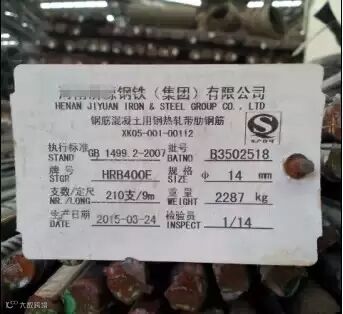 钢铁（集团）有限公司
HENAN JIYUAN IRON & STEEL GROUP CO., LTD
钢筋混凝土用钢热轧带肋钢筋
XK05-001-00112
执行标准 STAND GB 1499.2-2007 批号 BATNO B3502518
牌号 STGR HRB400E 规格 SIZE Φ 14 mm
支数/定尺 NR./LONG 210支/9m 重量 WEIGHT 2287 kg
生产日期 DATE 2015-03-24 检验员 INSPECT 1/14
大数跨境